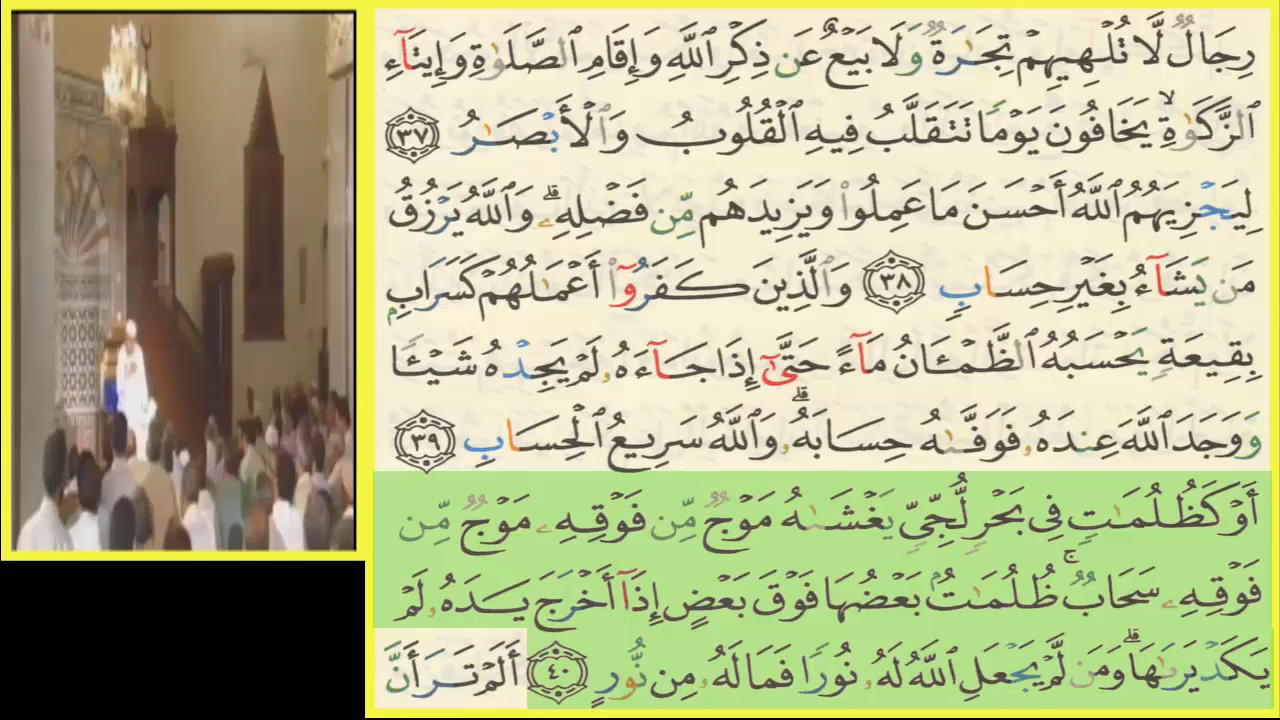 رِجَالٌ لَّا تُلْهِيهِمْ تِجَٰرَةٌ وَلَا بَيْعٌ عَن ذِكْرِ ٱللَّهِ وَإِقَامِ ٱلصَّلَوٰةِ وَإِيتَآءِ
ٱلزَّكَوٰةِ ۙ يَخَافُونَ يَوْمًا تَتَقَلَّبُ فِيهِ ٱلْقُلُوبُ وَٱلْأَبْصَٰرُ ٣٧
لِيَجْزِيَهُمُ ٱللَّهُ أَحْسَنَ مَا عَمِلُوا۟ وَيَزِيدَهُم مِّن فَضْلِهِۦ ۗ وَٱللَّهُ يَرْزُقُ
مَن يَشَآءُ بِغَيْرِ حِسَابٍ ٣٨ وَٱلَّذِينَ كَفَرُوٓا۟ أَعْمَٰلُهُمْ كَسَرَابٍۭ
بِقِيعَةٍ يَحْسَبُهُ ٱلظَّمْـَٔانُ مَآءً حَتَّىٰٓ إِذَا جَآءَهُۥ لَمْ يَجِدْهُ شَيْـًٔا
وَوَجَدَ ٱللَّهَ عِندَهُۥ فَوَفَّىٰهُ حِسَابَهُۥ ۗ وَٱللَّهُ سَرِيعُ ٱلْحِسَابِ ٣٩
أَوْ كَظُلُمَٰتٍ فِى بَحْرٍ لُّجِّىٍّ يَغْشَىٰهُ مَوْجٌ مِّن فَوْقِهِۦ مَوْجٌ مِّن
فَوْقِهِۦ سَحَابٌ ۚ ظُلُمَٰتٌۢ بَعْضُهَا فَوْقَ بَعْضٍ إِذَآ أَخْرَجَ يَدَهُۥ لَمْ
يَكَدْ يَرَىٰهَا ۗ وَمَن لَّمْ يَجْعَلِ ٱللَّهُ لَهُۥ نُورًا فَمَا لَهُۥ مِن نُّورٍ ٤٠ أَلَمْ تَرَ أَنَّ